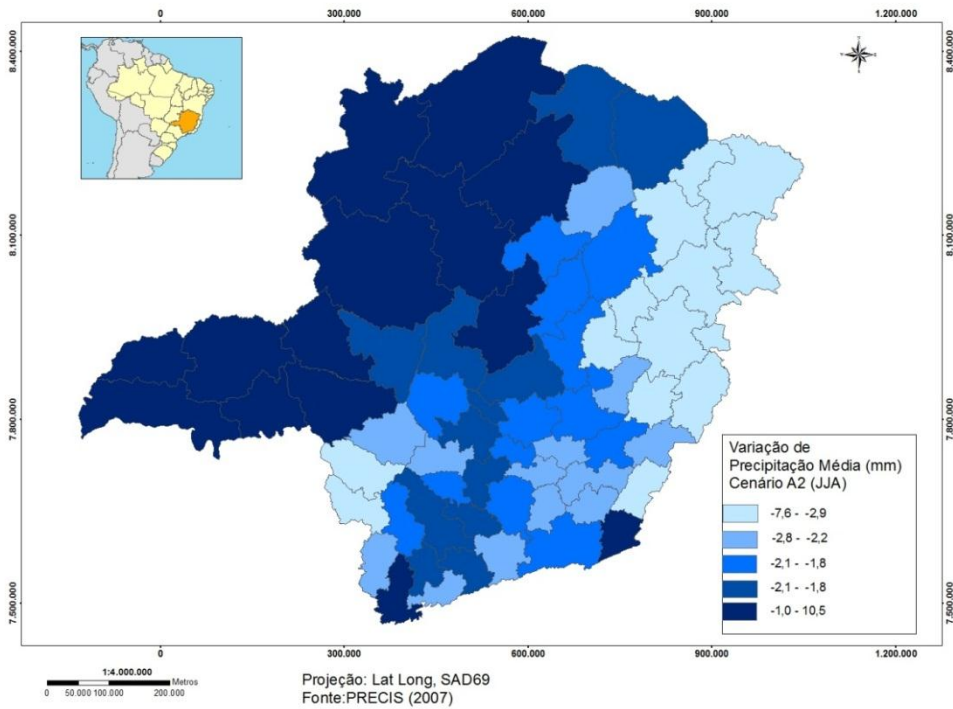 0 300.000 600.000 900.000 1.200.000
8.400.000 8.400.000
8.100.000 8.100.000
7.800.000 7.800.000
7.500.000 7.500.000
Variação de
Precipitação Média (mm)
Cenário A2 (JJA)
-7,6 - -2,9
-2,8 - -2,2
-2,1 - -1,8
-2,1 - -1,8
-1,0 - 10,5
0 300.000 600.000 900.000 1.200.000
1:4.000.000
Metros
0 50.000 100.000 200.000
Projeção: Lat Long, SAD69
Fonte:PRECIS (2007)